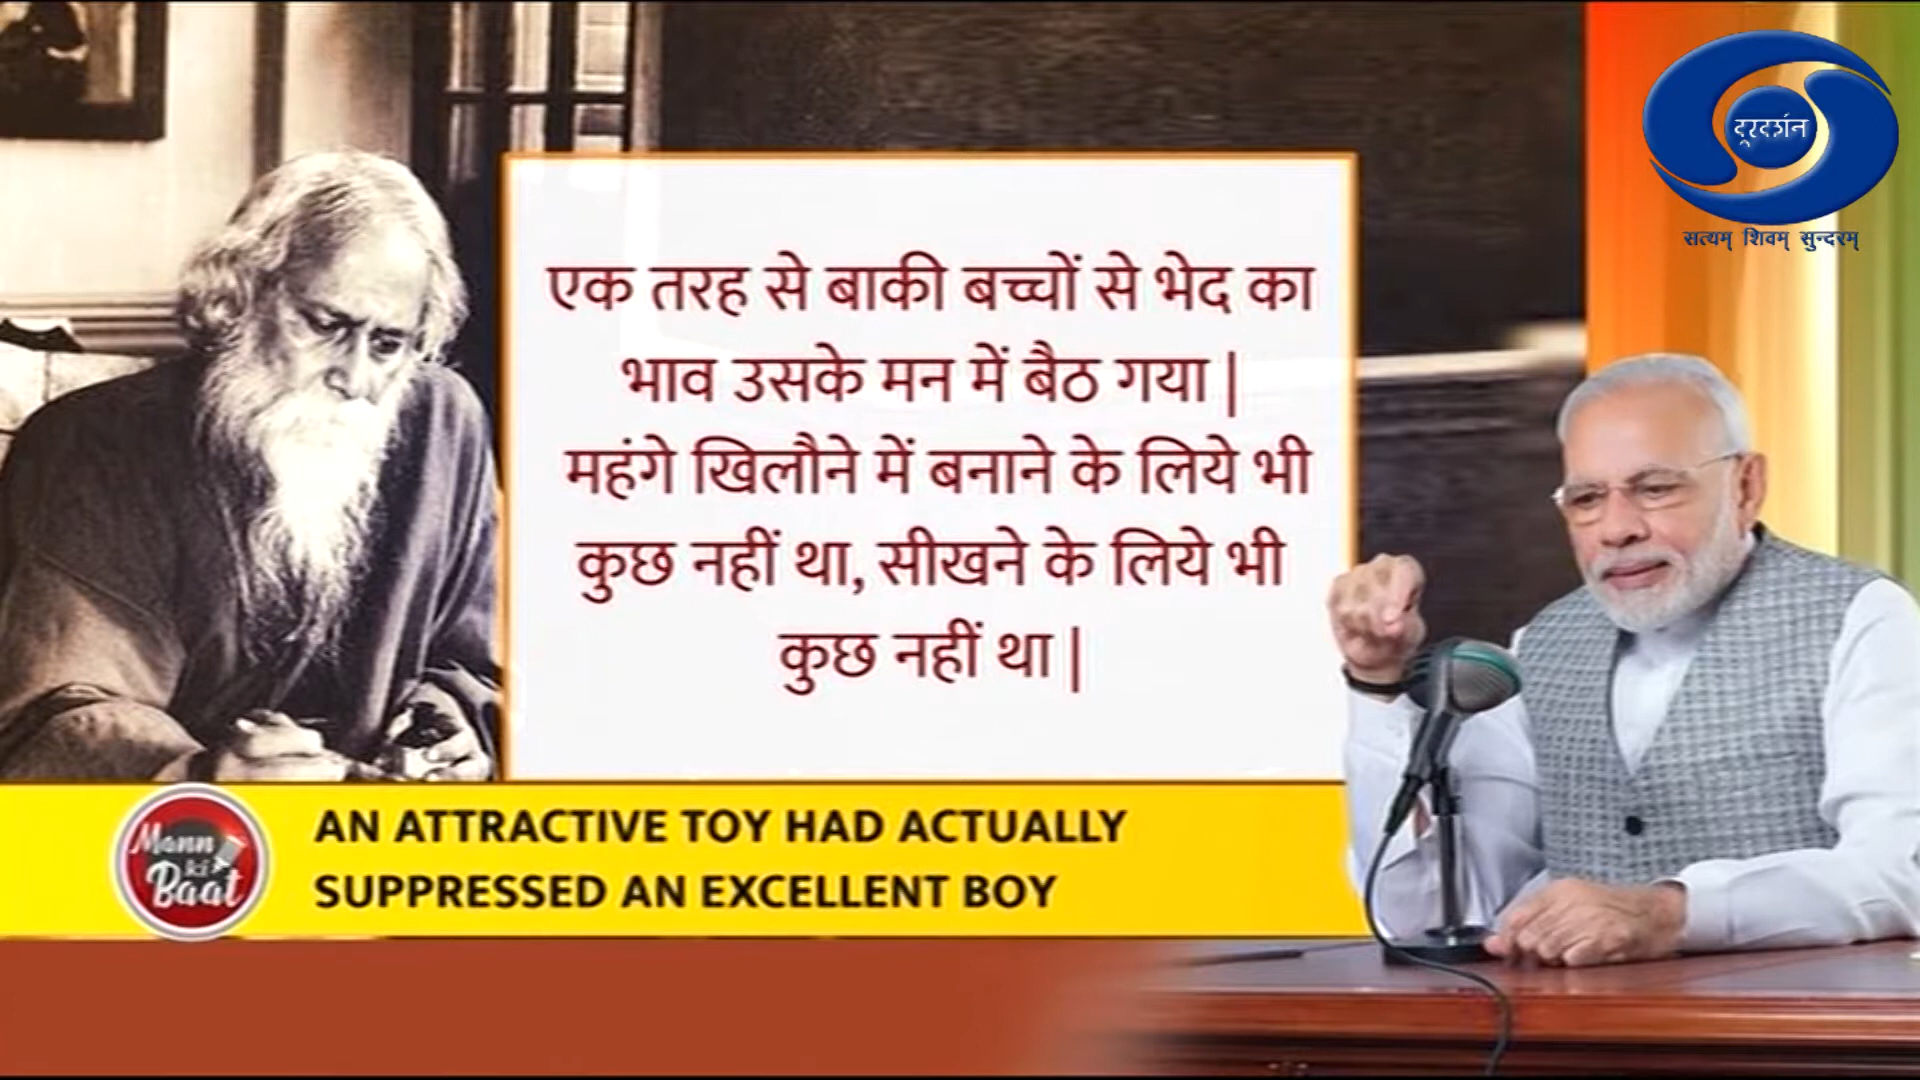 दूरदर्शन
सत्यम् शिवम् सुन्दरम्
एक तरह से बाकी बच्चों से भेद का
भाव उसके मन में बैठ गया |
महंगे खिलौने में बनाने के लिये भी
कुछ नहीं था, सीखने के लिये भी
कुछ नहीं था |
Mann
ki
Baat
AN ATTRACTIVE TOY HAD ACTUALLY
SUPPRESSED AN EXCELLENT BOY